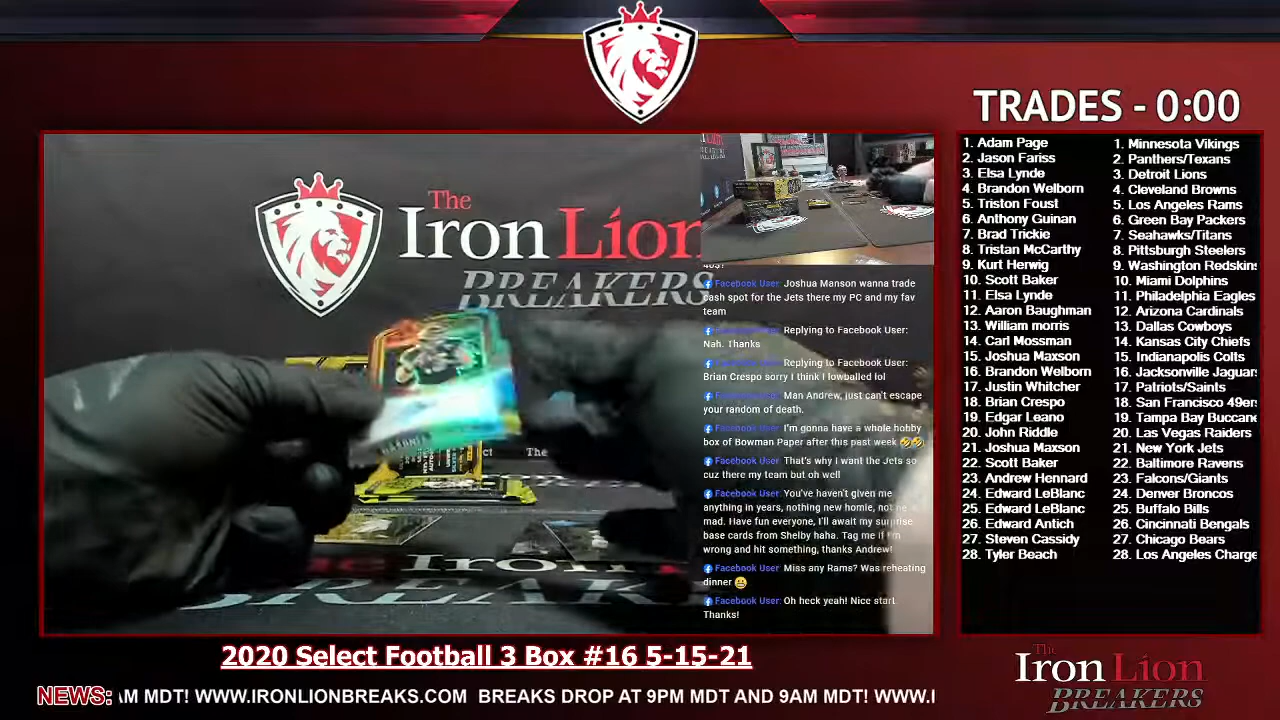 TRADES - 0:00
The
Iron Lion
BREAKERS
1. Adam Page 1. Minnesota Vikings
2. Jason Fariss 2. Panthers/Texans
3. Elsa Lynde 3. Detroit Lions
4. Brandon Welborn 4. Cleveland Browns
5. Triston Foust 5. Los Angeles Rams
6. Anthony Guinan 6. Green Bay Packers
7. Brad Trickie 7. Seahawks/Titans
8. Tristan McCarthy 8. Pittsburgh Steelers
9. Kurt Herwig 9. Washington Redskins
10. Scott Baker 10. Miami Dolphins
11. Elsa Lynde 11. Philadelphia Eagles
12. Aaron Baughman 12. Arizona Cardinals
13. William morris 13. Dallas Cowboys
14. Carl Mossman 14. Kansas City Chiefs
15. Joshua Maxson 15. Indianapolis Colts
16. Brandon Welborn 16. Jacksonville Jaguar
17. Justin Whitcher 17. Patriots/Saints
18. Brian Crespo 18. San Francisco 49er
19. Edgar Leano 19. Tampa Bay Buccane
20. John Riddle 20. Las Vegas Raiders
21. Joshua Maxson 21. New York Jets
22. Scott Baker 22. Baltimore Ravens
23. Andrew Hennard 23. Falcons/Giants
24. Edward LeBlanc 24. Denver Broncos
25. Edward LeBlanc 25. Buffalo Bills
26. Edward Antich 26. Cincinnati Bengals
27. Steven Cassidy 27. Chicago Bears
28. Tyler Beach 28. Los Angeles Charge
Facebook User: Joshua Manson wanna trade
cash spot for the Jets there my PC and my fav
team
Facebook User: Replying to Facebook User:
Nah. Thanks
Facebook User: Replying to Facebook User:
Brian Crespo sorry I think I lowballed lol
Facebook User: Man Andrew, just can't escape
your random of death.
Facebook User: I'm gonna have a whole hobby
box of Bowman Paper after this past week 🤣🤣
Facebook User: That's why I want the Jets so
cuz there my team but oh well
Facebook User: You've haven't given me
anything in years, nothing new homie, not
mad. Have fun everyone, I'll await my surprise
base cards from Shelby haha. Tag me if I'm
wrong and hit something, thanks Andrew!
Facebook User: Miss any Rams? Was reheating
dinner 😀
Facebook User: Oh heck yeah! Nice start.
Thanks!
The
Iron
BREAK
2020 Select Football 3 Box #16 5-15-21
The
Iron Lion
BREAKERS
NEWS: AM MDT! WWW.IRONLIONBREAKS.COM BREAKS DROP AT 9PM MDT AND 9AM MDT! WWW.I